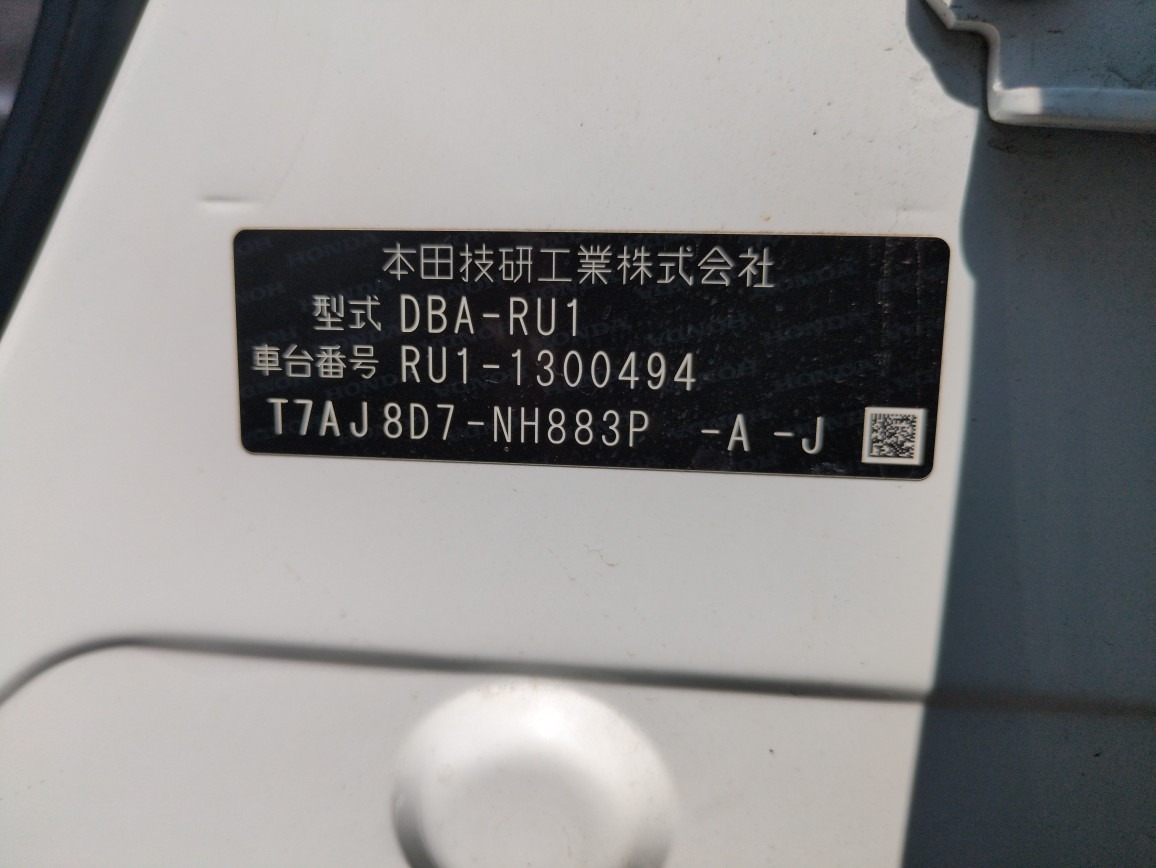 本田技研工業株式会社
型式 DBA-RU1
車台番号 RU1-1300494
T7AJ8D7-NH883P -A -J